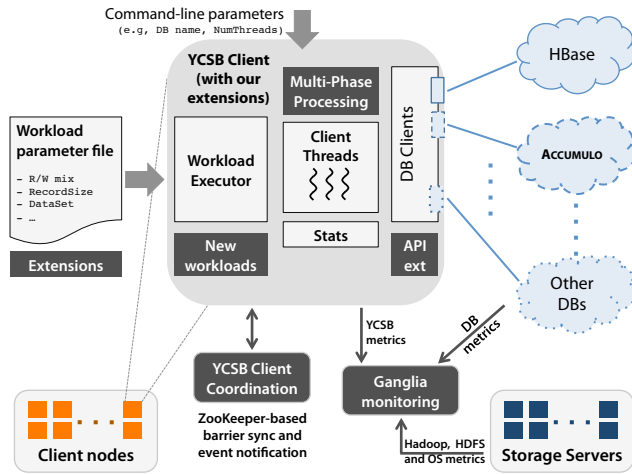 Command-line parameters
(e.g, DB name, NumThreads)
YCSB Client
(with our
extensions)
Multi-Phase
Processing
DB Clients
HBase
Workload
parameter file
- R/W mix
- RecordSize
- DataSet
- …
Extensions
Workload
Executor
Client
Threads
ACCUMULO
New
workloads
Stats
API
ext
Other
DBs
YCSB
metrics
DB
metrics
YCSB Client
Coordination
Ganglia
monitoring
ZooKeeper-based
barrier sync and
event notification
Client nodes
Hadoop, HDFS
and OS metrics
Storage Servers